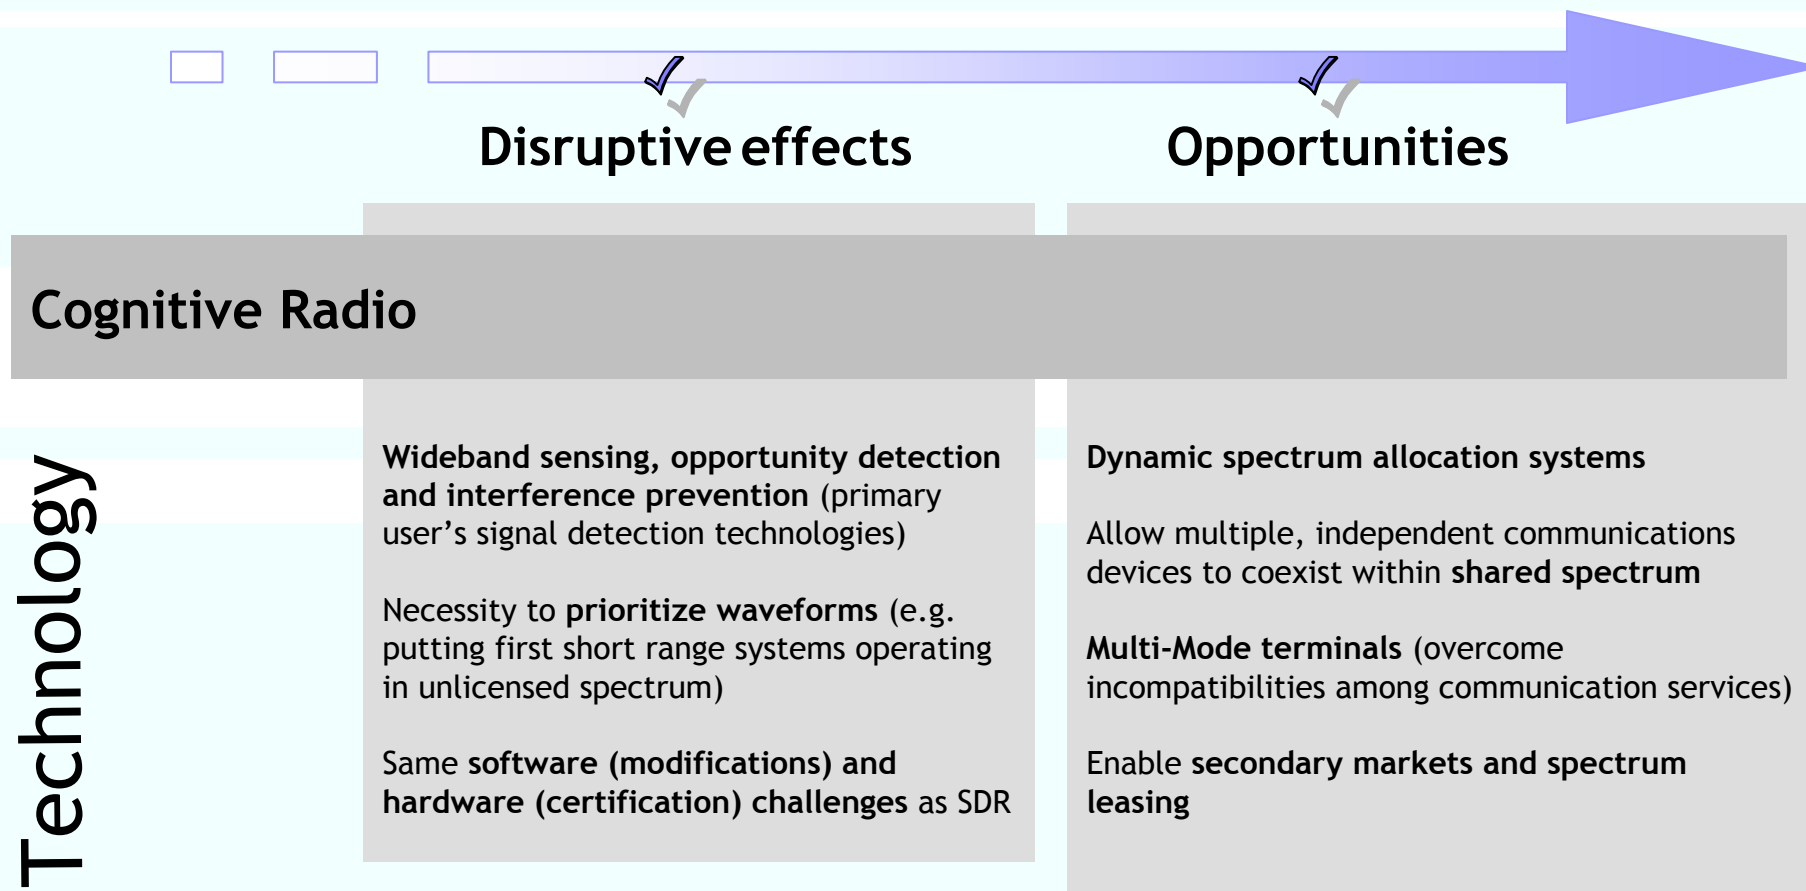 Disruptive effects
Opportunities
Cognitive Radio
Technology
Wideband sensing, opportunity detection
and interference prevention (primary
user’s signal detection technologies)
Necessity to prioritize waveforms (e.g.
putting first short range systems operating
in unlicensed spectrum)
Same software (modifications) and
hardware (certification) challenges as SDR
Dynamic spectrum allocation systems
Allow multiple, independent communications
devices to coexist within shared spectrum
Multi-Mode terminals (overcome
incompatibilities among communication services)
Enable secondary markets and spectrum
leasing